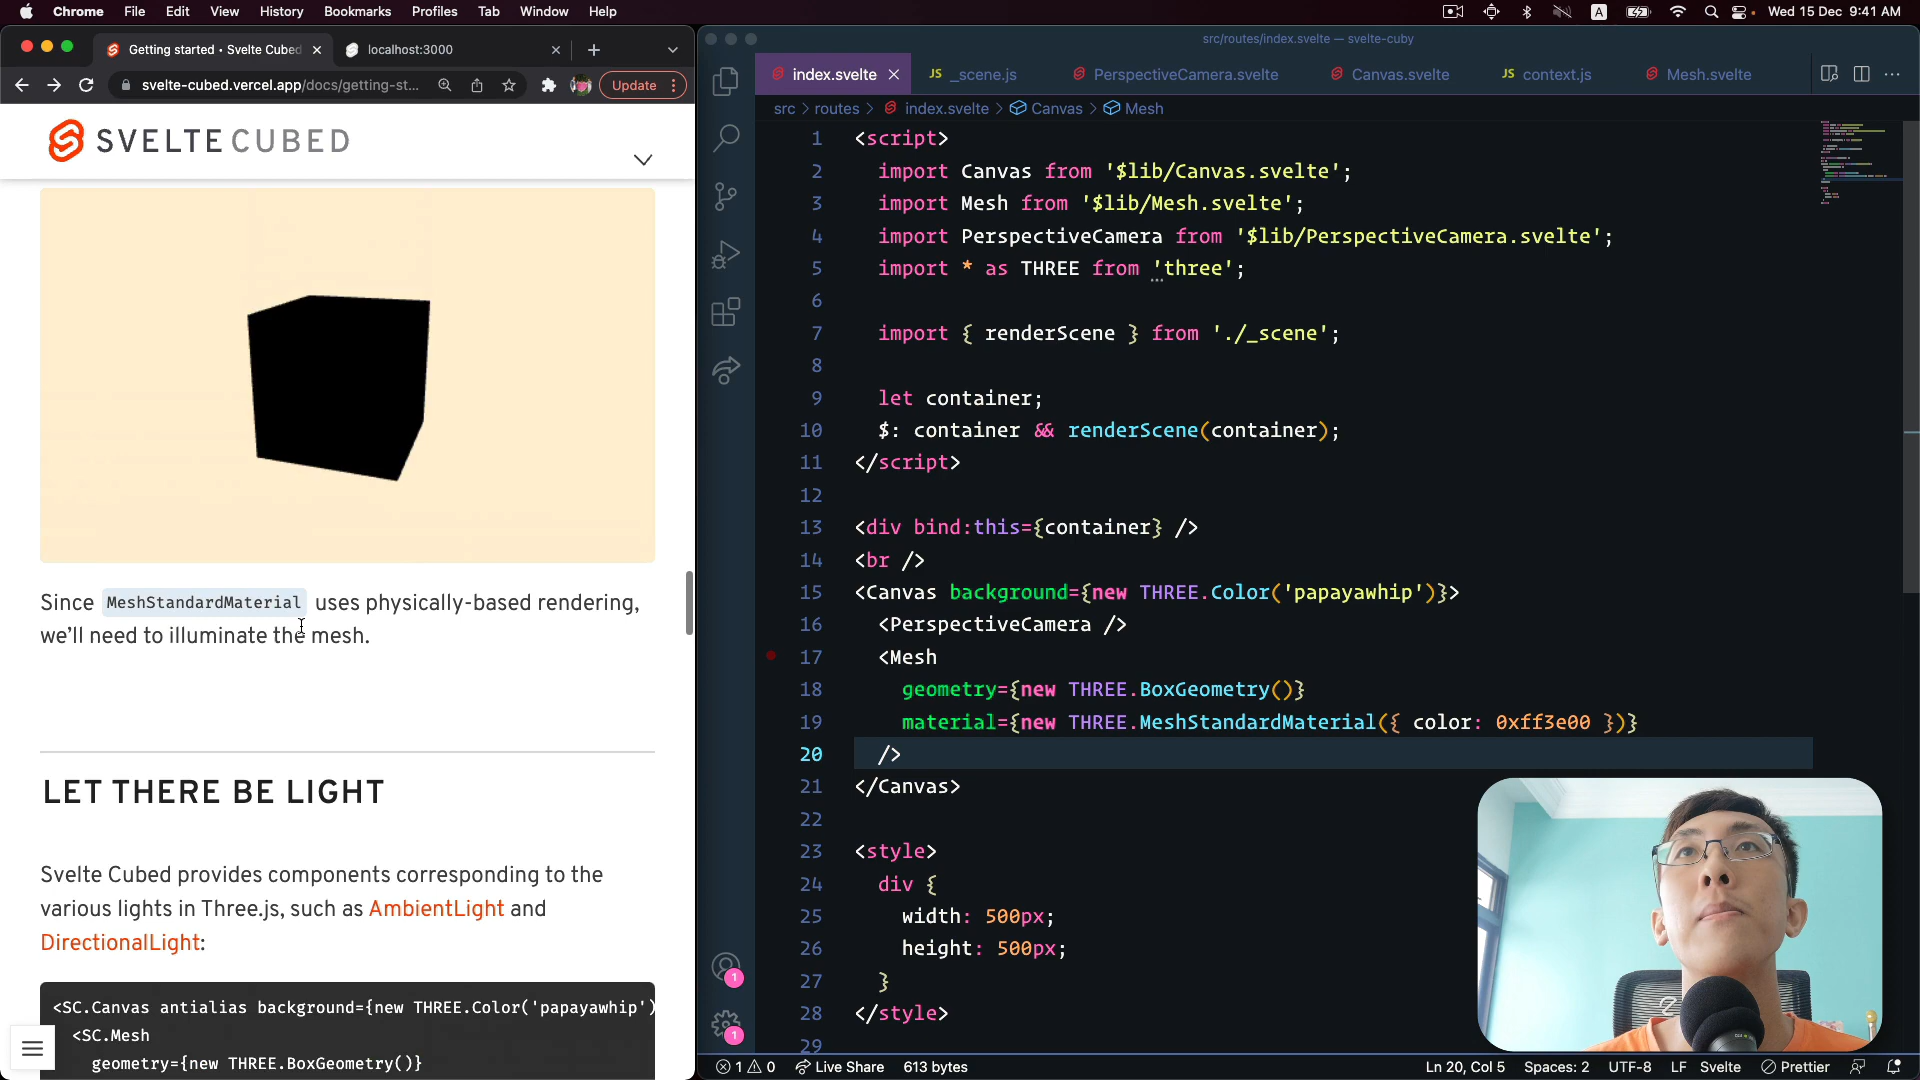 Chrome File Edit View History Bookmarks Profiles Tab Window Help
A
Wed 15 Dec 9:41 AM
Getting started • Svelte Cubed
localhost:3000
svelte-cubed.vercel.app/docs/getting-st...
Update
SVELTE CUBED
Since MeshStandardMaterial uses physically-based rendering,
we’ll need to illuminate the mesh.
LET THERE BE LIGHT
Svelte Cubed provides components corresponding to the
various lights in Three.js, such as AmbientLight and
DirectionalLight:
<SC.Canvas antialias background={new THREE.Color('papayawhip')
<SC.Mesh
geometry={new THREE.BoxGeometry()}
src/routes/index.svelte — svelte-cuby
index.svelte
JS _scene.js
PerspectiveCamera.svelte
Canvas.svelte
JS context.js
Mesh.svelte
src > routes > index.svelte > Canvas > Mesh
1 <script>
2 import Canvas from '$lib/Canvas.svelte';
3 import Mesh from '$lib/Mesh.svelte';
4 import PerspectiveCamera from '$lib/PerspectiveCamera.svelte';
5 import * as THREE from 'three';
6
7 import { renderScene } from './_scene';
8
9 let container;
10 $: container && renderScene(container);
11 </script>
12
13 <div bind:this={container} />
14 <br />
15 <Canvas background={new THREE.Color('papayawhip')}>
16 <PerspectiveCamera />
17 <Mesh
18 geometry={new THREE.BoxGeometry()}
19 material={new THREE.MeshStandardMaterial({ color: 0xff3e00 })}
20 />
21 </Canvas>
22
23 <style>
24 div {
25 width: 500px;
26 height: 500px;
27 }
28 </style>
29
1
1
1 0 Live Share 613 bytes
Ln 20, Col 5 Spaces: 2 UTF-8 LF Svelte Prettier